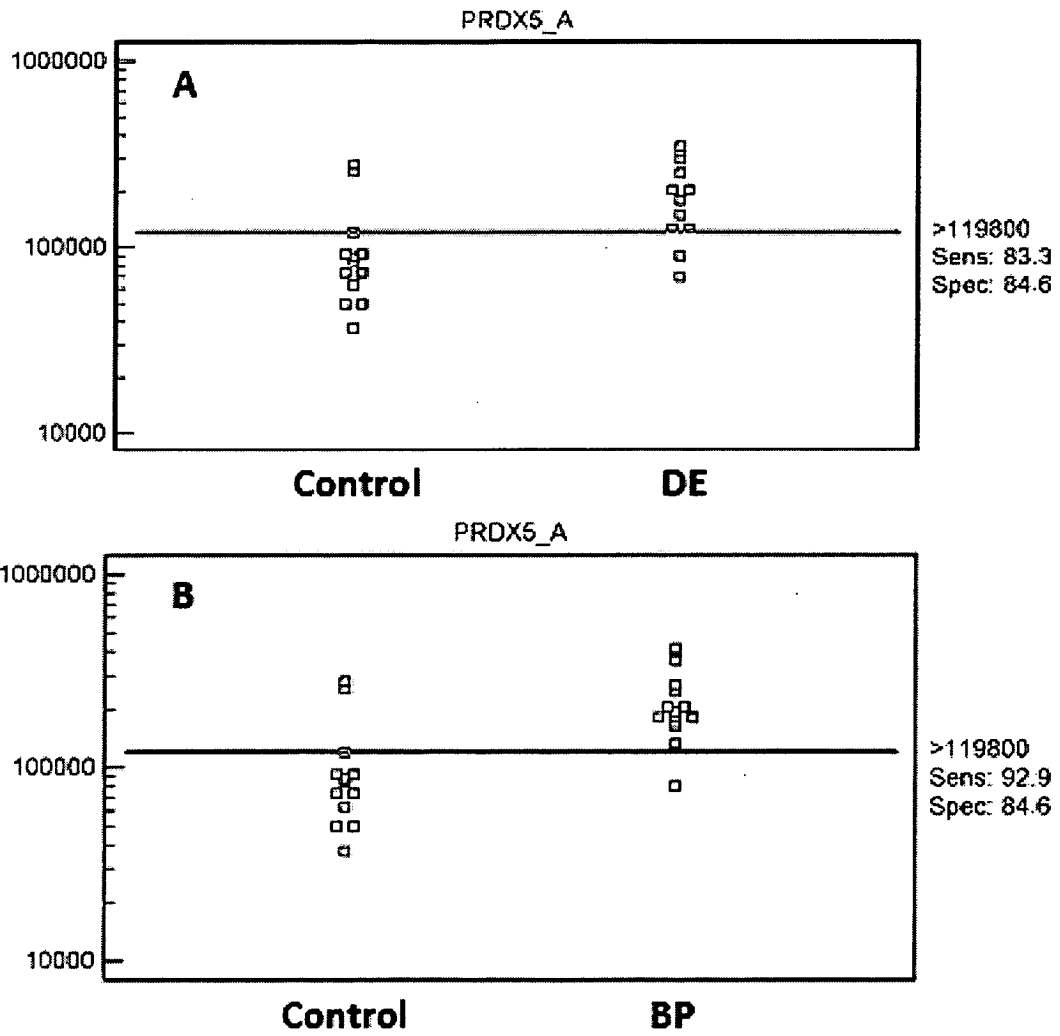 PRDX5_A
1000000
A
100000
>119800
Sens: 83.3
Spec: 84.6
10000
Control DE
PRDX5_A
1000000
B
100000
>119800
Sens: 92.9
Spec: 84.6
10000
Control BP